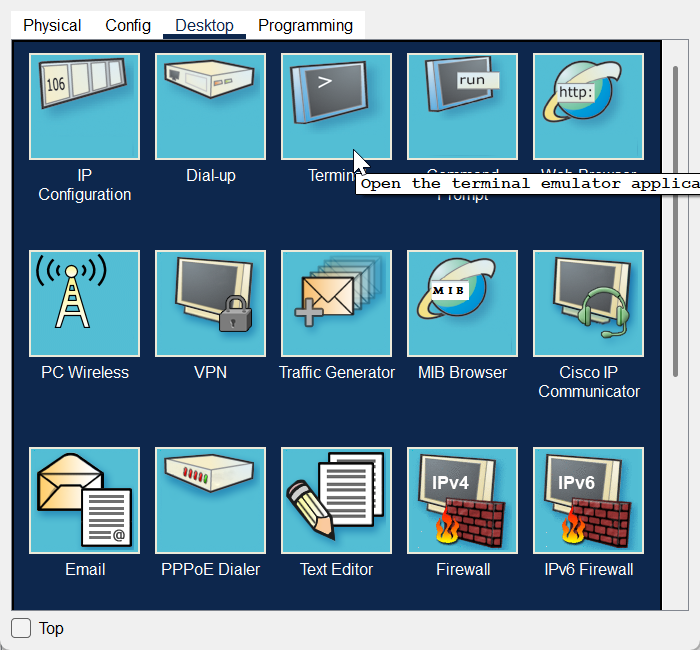 Physical Config Desktop Programming
106
>
run
http:
IP
Configuration
Dial-up
Termin
Command
Prompt
Web Browser
Open the terminal emulator applica
MIB
PC Wireless
VPN
Traffic Generator
MIB Browser
Cisco IP
Communicator
@
IPv4
IPv6
Email
PPPoE Dialer
Text Editor
Firewall
IPv6 Firewall
Top